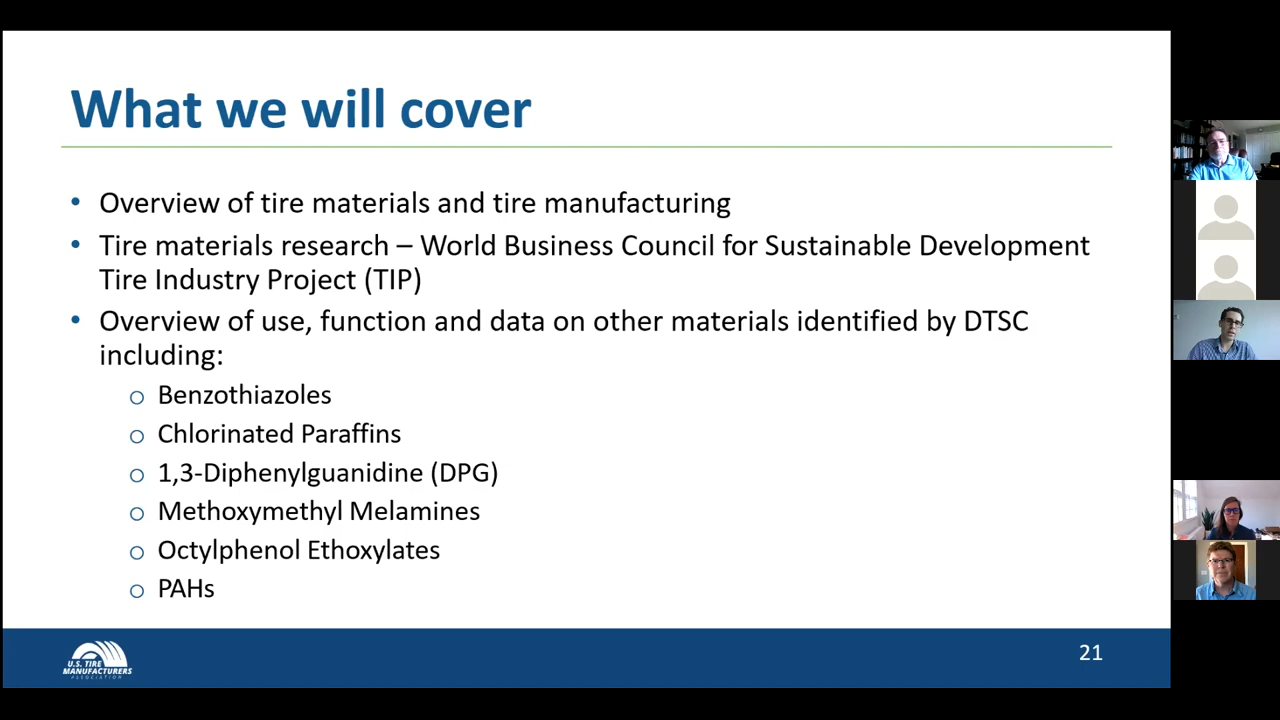 What we will cover
• Overview of tire materials and tire manufacturing
• Tire materials research – World Business Council for Sustainable Development
Tire Industry Project (TIP)
• Overview of use, function and data on other materials identified by DTSC
including:
o Benzothiazoles
o Chlorinated Paraffins
o 1,3-Diphenylguanidine (DPG)
o Methoxymethyl Melamines
o Octylphenol Ethoxylates
o PAHs
U.S. TIRE
MANUFACTURERS
ASSOCIATION
21